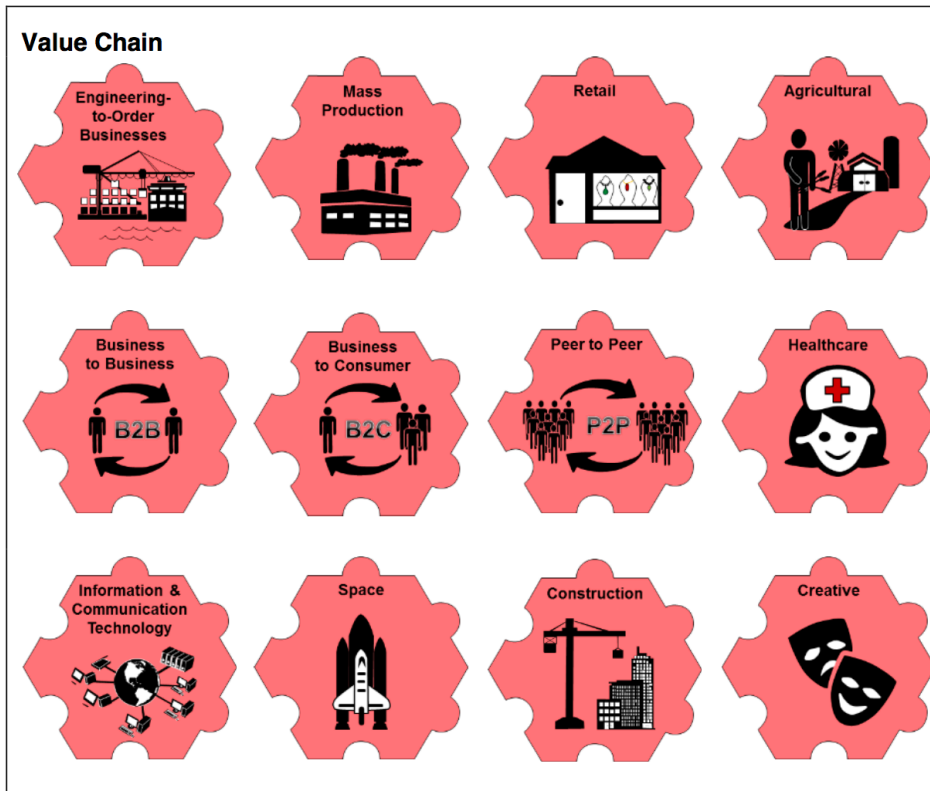 Value Chain
Engineering-
to-Order
Businesses
Mass
Production
Retail
Agricultural
Business
to Business
B2B
Business
to Consumer
B2C
Peer to Peer
P2P
Healthcare
Information &
Communication
Technology
Space
Construction
Creative